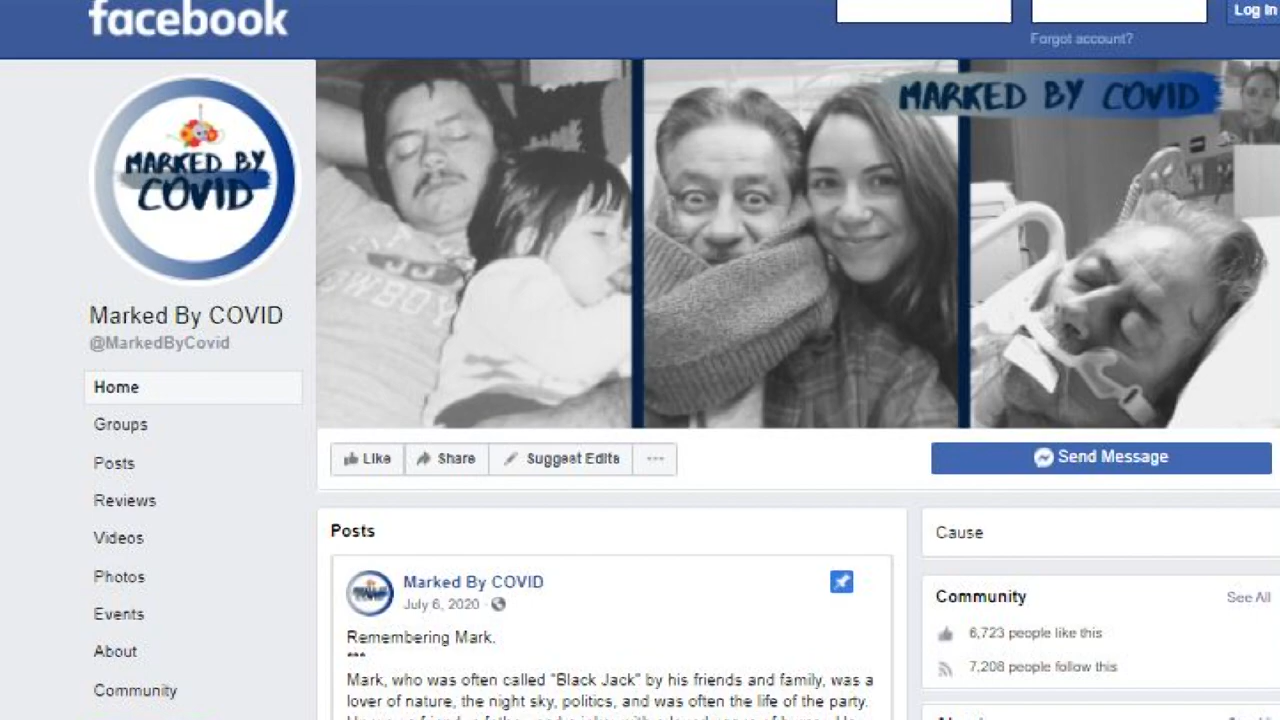 facebook
Log In
Forgot account?
MARKED BY COVID
MARKED BY
COVID
Marked By COVID
@MarkedByCovid
Home
Groups
Posts
Reviews
Videos
Photos
Events
About
Community
COWBOY
Like
Share
Suggest Edits
...
Send Message
Posts
Marked By COVID
July 6, 2020 ·
Remembering Mark.
***
Mark, who was often called "Black Jack" by his friends and family, was a
lover of nature, the night sky, politics, and was often the life of the party.
Cause
Community
See All
6,723 people like this
7,208 people follow this